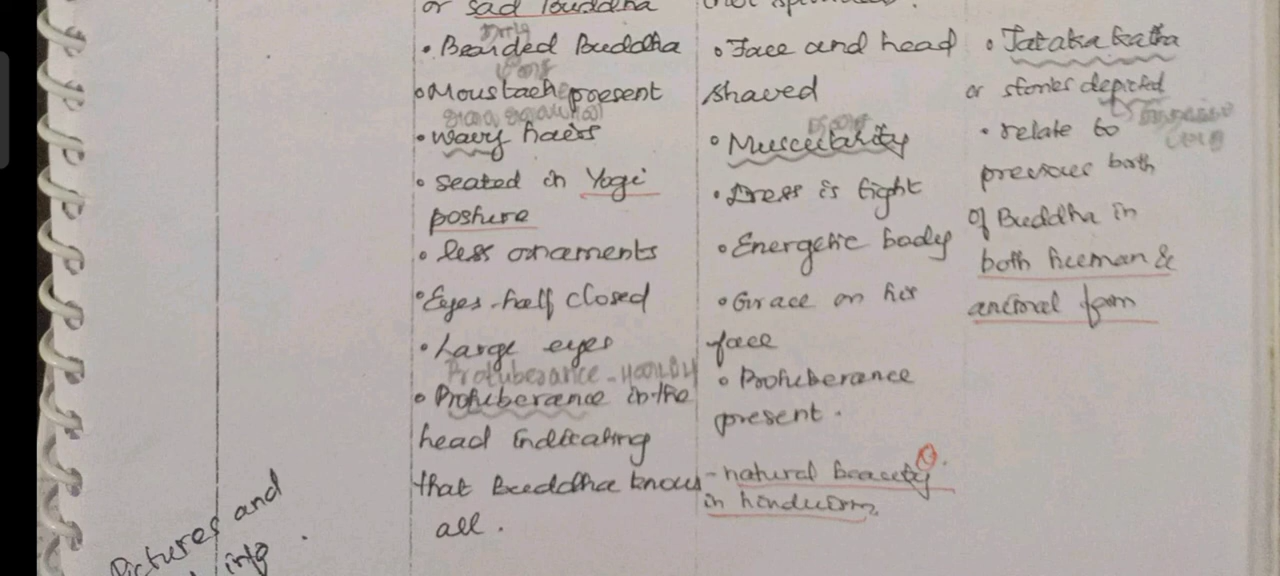 or sad Buddha
• Bearded Buddha
• Moustache present
• wavy hairs
• seated in Yogi
posture
• less ornaments
• Eyes-half closed
• Large eyes
Protuberance -
• Protuberance in the
head indicating
that Buddha knows
all.
• Face and head
shaved
• Muscularity
• Dress is tight
• Energetic body
• Grace on his
face
• Protuberance
present.
- natural beauty
in hinduism
• Jataka katha
or stories depicted
• relate to
previous birth
of Buddha in
both human &
animal form
Pictures and
info.